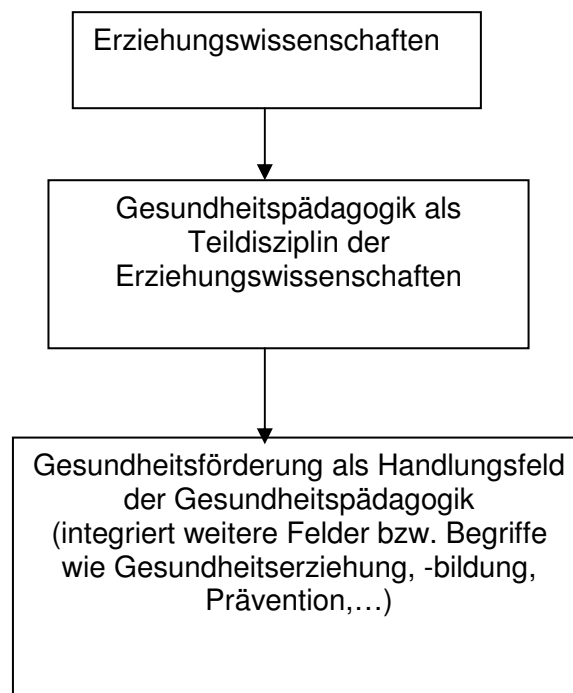 Erziehungswissenschaften
Gesundheitspädagogik als
Teildisziplin der
Erziehungswissenschaften
Gesundheitsförderung als Handlungsfeld
der Gesundheitspädagogik
(integriert weitere Felder bzw. Begriffe
wie Gesundheitserziehung, -bildung,
Prävention,…)